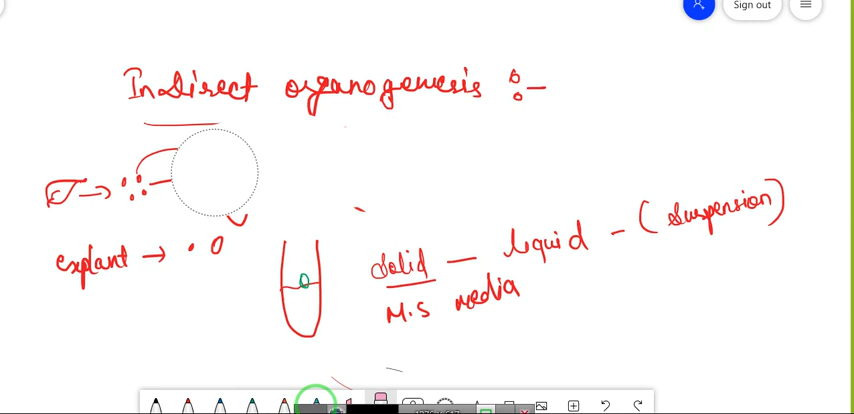 Sign out
Indirect organogenesis :-
explant →
Solid - liquid - (suspension)
M.S media